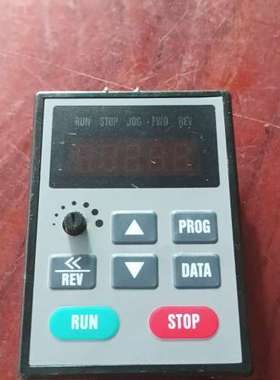 RUN STOP JOG FWD REV
PROG
REV
DATA
RUN
STOP